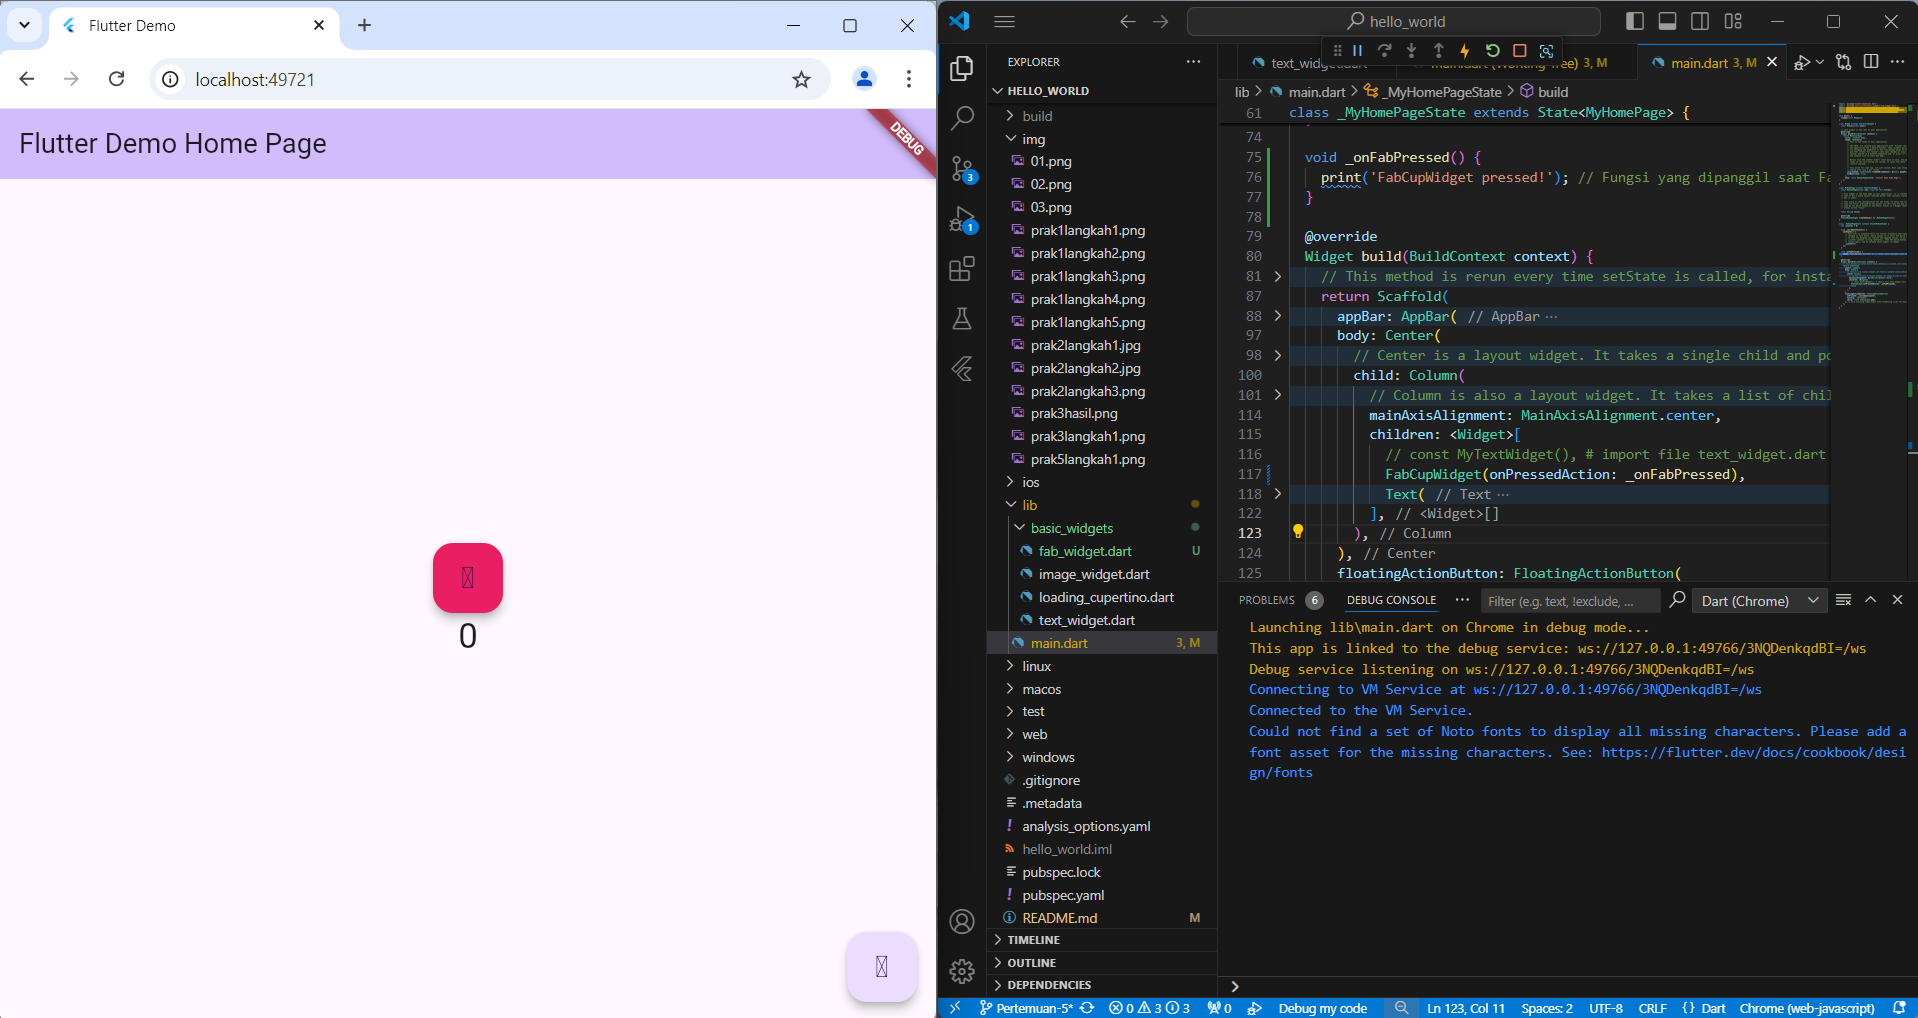 Flutter Demo
localhost:49721
Flutter Demo Home Page
DEBUG
0
hello_world
EXPLORER
HELLO_WORLD
build
img
01.png
02.png
03.png
prak1langkah1.png
prak1langkah2.png
prak1langkah3.png
prak1langkah4.png
prak1langkah5.png
prak2langkah1.jpg
prak2langkah2.jpg
prak2langkah3.png
prak3hasil.png
prak3langkah1.png
prak5langkah1.png
ios
lib
basic_widgets
fab_widget.dart U
image_widget.dart
loading_cupertino.dart
text_widget.dart
main.dart 3, M
linux
macos
test
web
windows
.gitignore
.metadata
analysis_options.yaml
hello_world.iml
pubspec.lock
pubspec.yaml
README.md M
TIMELINE
OUTLINE
DEPENDENCIES
3
1
text_widget.dart main.dart (Working Tree) 3, M main.dart 3, M
lib > main.dart > _MyHomePageState > build
61 class _MyHomePageState extends State<MyHomePage> {
74
75 void _onFabPressed() {
76 print('FabCupWidget pressed!'); // Fungsi yang dipanggil saat Fa
77 }
78
79 @override
80 Widget build(BuildContext context) {
81 // This method is rerun every time setState is called, for insta
87 return Scaffold(
88 appBar: AppBar( // AppBar ···
97 body: Center(
98 // Center is a layout widget. It takes a single child and po
100 child: Column(
101 // Column is also a layout widget. It takes a list of chil
114 mainAxisAlignment: MainAxisAlignment.center,
115 children: <Widget>[
116 // const MyTextWidget(), # import file text_widget.dart
117 FabCupWidget(onPressedAction: _onFabPressed),
118 Text( // Text ···
122 ], // <Widget>[]
123 ), // Column
124 ), // Center
125 floatingActionButton: FloatingActionButton(
PROBLEMS 6 DEBUG CONSOLE ··· Filter (e.g. text, !exclude, ... Dart (Chrome)
Launching lib\main.dart on Chrome in debug mode...
This app is linked to the debug service: ws://127.0.0.1:49766/3NQDenkqdBI=/ws
Debug service listening on ws://127.0.0.1:49766/3NQDenkqdBI=/ws
Connecting to VM Service at ws://127.0.0.1:49766/3NQDenkqdBI=/ws
Connected to the VM Service.
Could not find a set of Noto fonts to display all missing characters. Please add a
font asset for the missing characters. See: https://flutter.dev/docs/cookbook/desi
gn/fonts
Pertemuan-5* 0 3 3 0 Debug my code Ln 123, Col 11 Spaces: 2 UTF-8 CRLF {} Dart Chrome (web-javascript)